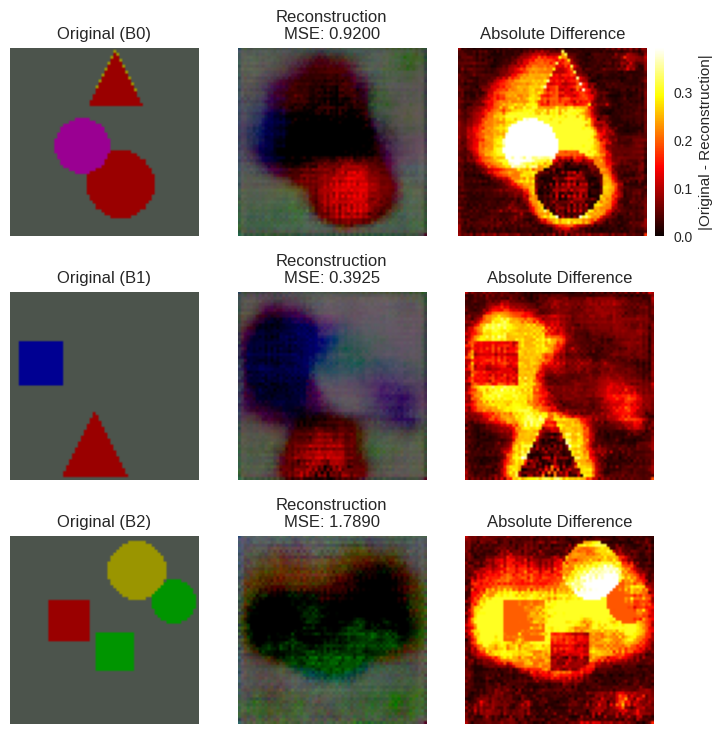 Original (B0)
Reconstruction
MSE: 0.9200
Absolute Difference
0.3
0.2
0.1
0.0
|Original - Reconstruction|
Original (B1)
Reconstruction
MSE: 0.3925
Absolute Difference
Original (B2)
Reconstruction
MSE: 1.7890
Absolute Difference